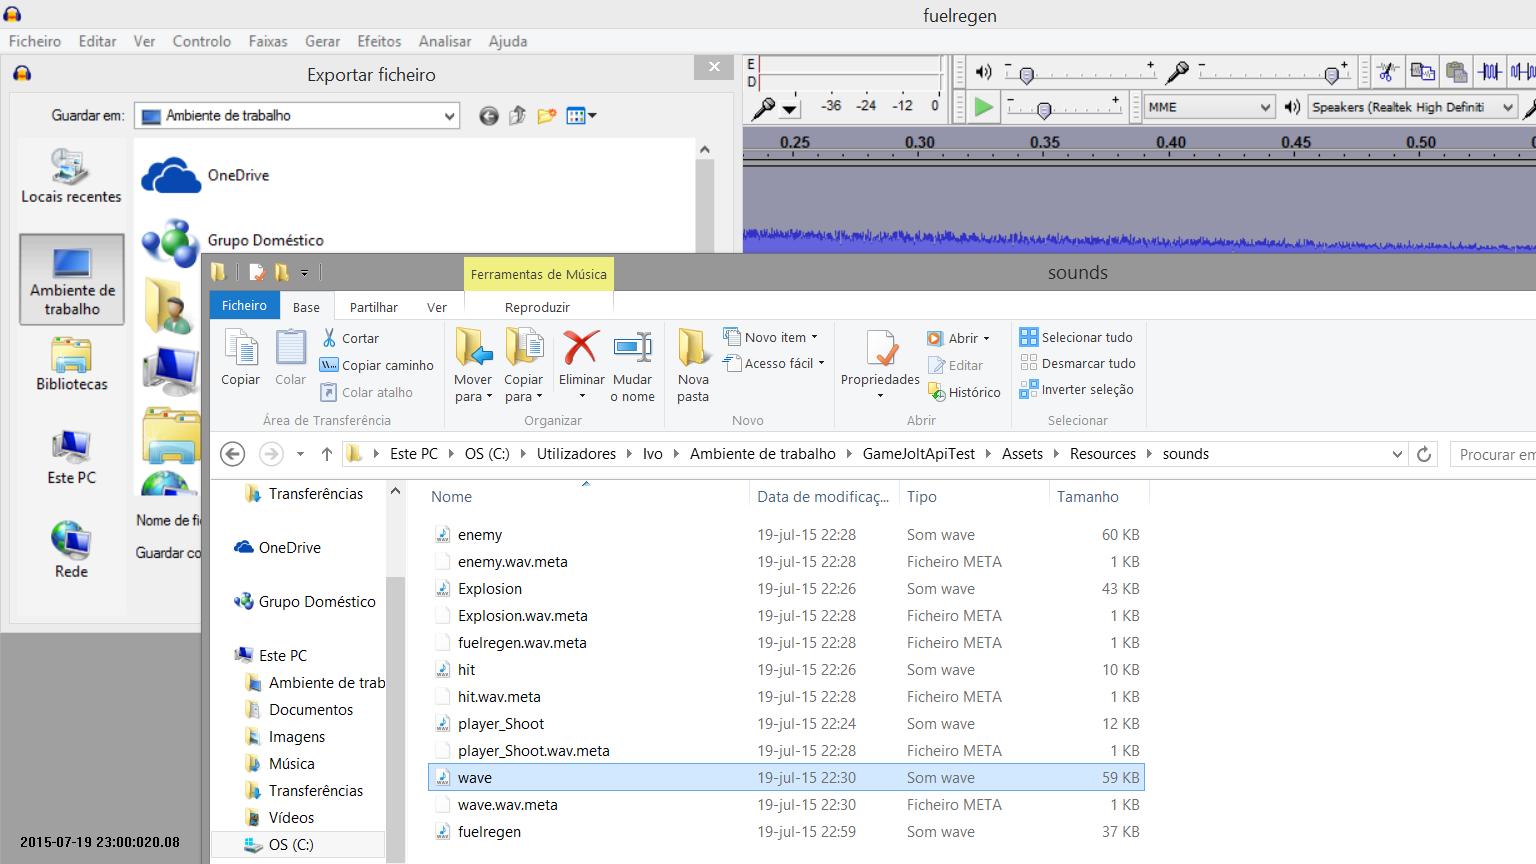 fuelregen
Ficheiro Editar Ver Controlo Faixas Gerar Efeitos Analisar Ajuda
Exportar ficheiro
Guardar em: Ambiente de trabalho
Locais recentes
Ambiente de
trabalho
Bibliotecas
Este PC
Rede
OneDrive
Grupo Doméstico
Nome de fi
Guardar co
E
D
-36 -24 -12 0
MME
Speakers (Realtek High Definiti
0.25 0.30 0.35 0.40 0.45 0.50
Ferramentas de Música
sounds
Ficheiro Base Partilhar Ver Reproduzir
Copiar
Colar
Cortar
Copiar caminho
Colar atalho
Área de Transferência
Mover
para
Copiar
para
Eliminar
Mudar
o nome
Organizar
Nova
pasta
Novo item
Acesso fácil
Novo
Propriedades
Abrir
Editar
Histórico
Abrir
Selecionar tudo
Desmarcar tudo
Inverter seleção
Selecionar
Este PC OS (C:) Utilizadores Ivo Ambiente de trabalho GameJoltApiTest Assets Resources sounds
Procurar em
Transferências
OneDrive
Grupo Doméstico
Este PC
Ambiente de trab
Documentos
Imagens
Música
Transferências
Vídeos
OS (C:)
Nome Data de modificaç... Tipo Tamanho
enemy 19-jul-15 22:28 Som wave 60 KB
enemy.wav.meta 19-jul-15 22:28 Ficheiro META 1 KB
Explosion 19-jul-15 22:26 Som wave 43 KB
Explosion.wav.meta 19-jul-15 22:28 Ficheiro META 1 KB
fuelregen.wav.meta 19-jul-15 22:28 Ficheiro META 1 KB
hit 19-jul-15 22:26 Som wave 10 KB
hit.wav.meta 19-jul-15 22:28 Ficheiro META 1 KB
player_Shoot 19-jul-15 22:24 Som wave 12 KB
player_Shoot.wav.meta 19-jul-15 22:28 Ficheiro META 1 KB
wave 19-jul-15 22:30 Som wave 59 KB
wave.wav.meta 19-jul-15 22:30 Ficheiro META 1 KB
fuelregen 19-jul-15 22:59 Som wave 37 KB
2015-07-19 23:00:020.08